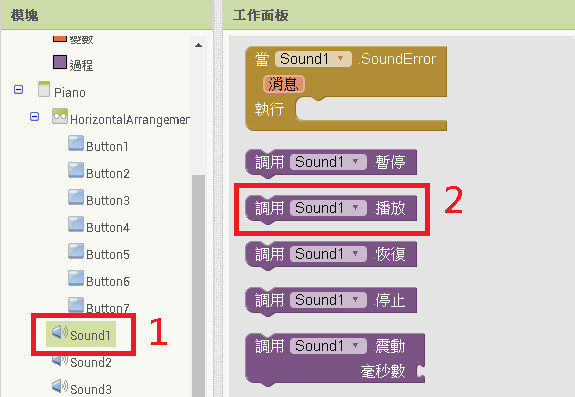 模塊
變數
過程
Piano
HorizontalArrangemen
Button1
Button2
Button3
Button4
Button5
Button6
Button7
Sound1
1
Sound2
Sound3
工作面板
當 Sound1 .SoundError
消息
執行
調用 Sound1 .暫停
調用 Sound1 .播放
2
調用 Sound1 .恢復
調用 Sound1 .停止
調用 Sound1 .震動
毫秒數